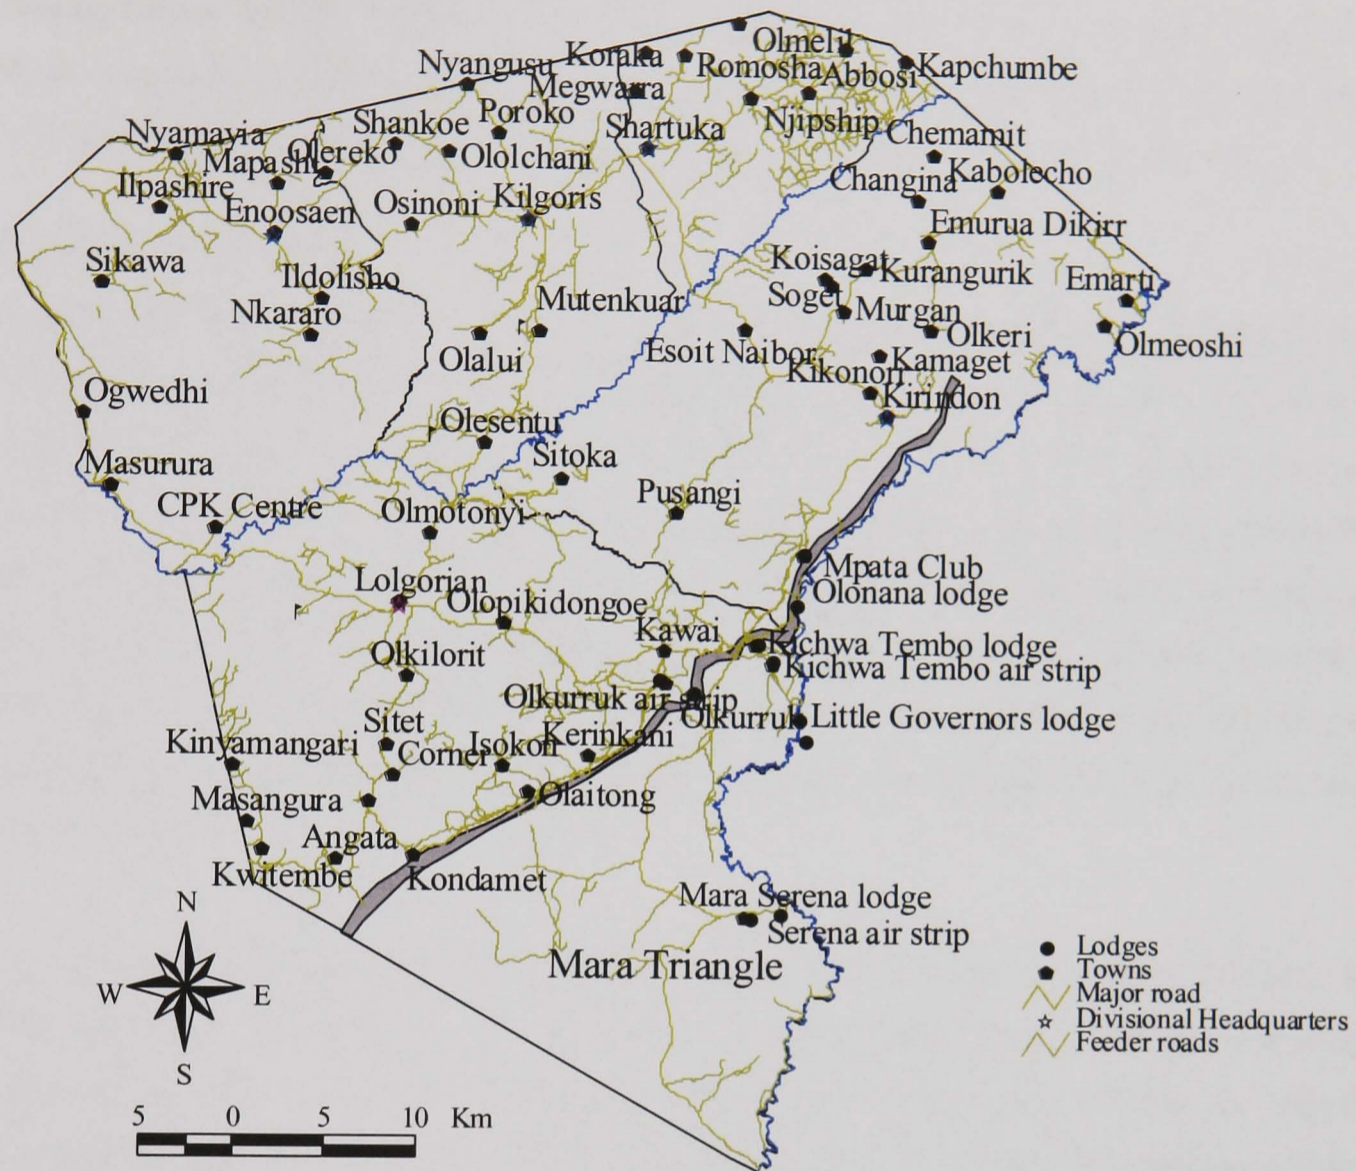 Olmelil
Koraka
Romosha
Abbosi
Kapchumbe
Nyangusu
Megwarra
Njipship
Shankoe
Poroko
Shartuka
Chemamit
Nyamayia
Mapashi
Olereko
Ololchani
Changina
Kabolecho
Ilpashire
Enoosaen
Osinoni
Kilgoris
Emurua Dikirr
Sikawa
Ildolisho
Koisagat
Kurangurik
Emarti
Nkararo
Mutenkuar
Soget
Murgan
Olkeri
Olmeoshi
Olalui
Esoit Naibor
Kamaget
Kikonori
Kirindon
Ogwedhi
Olesentu
Masurura
Sitoka
CPK Centre
Olmotonyi
Pusangi
Mpata Club
Lolgorian
Olopikidongoe
Olonana lodge
Kawai
Kichwa Tembo lodge
Kichwa Tembo air strip
Olkilorit
Olkurruk air strip
Olkurruk
Little Governors lodge
Sitet
Kinyamangari
Corner
Isokon
Kerinkani
Masangura
Olaitong
Angata
Kwitembe
Kondamet
Mara Serena lodge
Serena air strip
Mara Triangle
N
W
E
S
Lodges
Towns
Major road
Divisional Headquarters
Feeder roads
5 0 5 10 Km